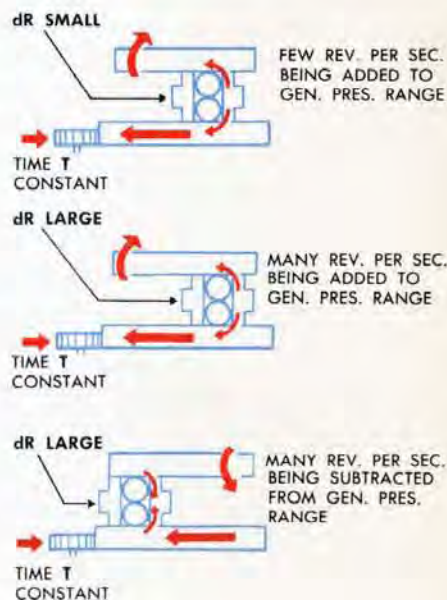 dR SMALL
FEW REV. PER SEC.
BEING ADDED TO
GEN. PRES. RANGE
TIME T
CONSTANT
dR LARGE
MANY REV. PER SEC.
BEING ADDED TO
GEN. PRES. RANGE
TIME T
CONSTANT
dR LARGE
MANY REV. PER SEC.
BEING SUBTRACTED
FROM GEN. PRES.
RANGE
TIME T
CONSTANT